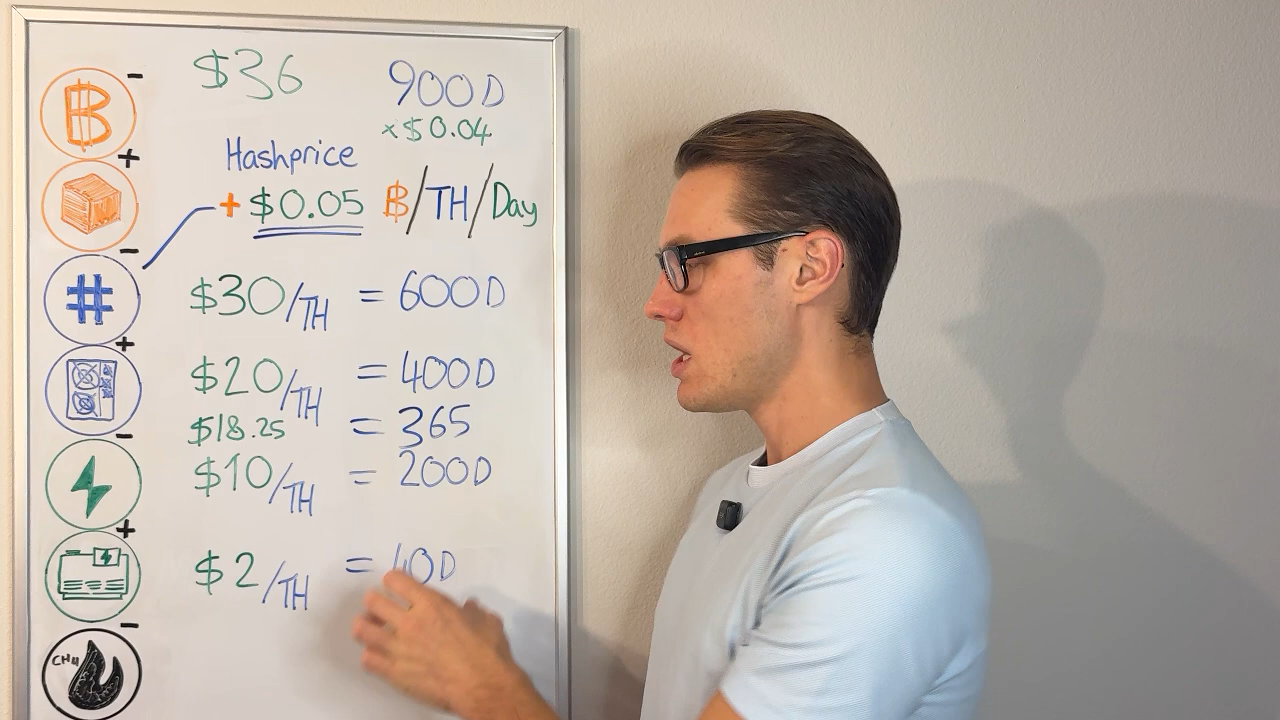 $36
900D
x $0.04
Hashprice
+ $0.05 ₿/TH/Day
#
$30/TH = 600D
$20/TH = 400D
$18.25 = 365
$10/TH = 200D
$2/TH = 40D
CH4